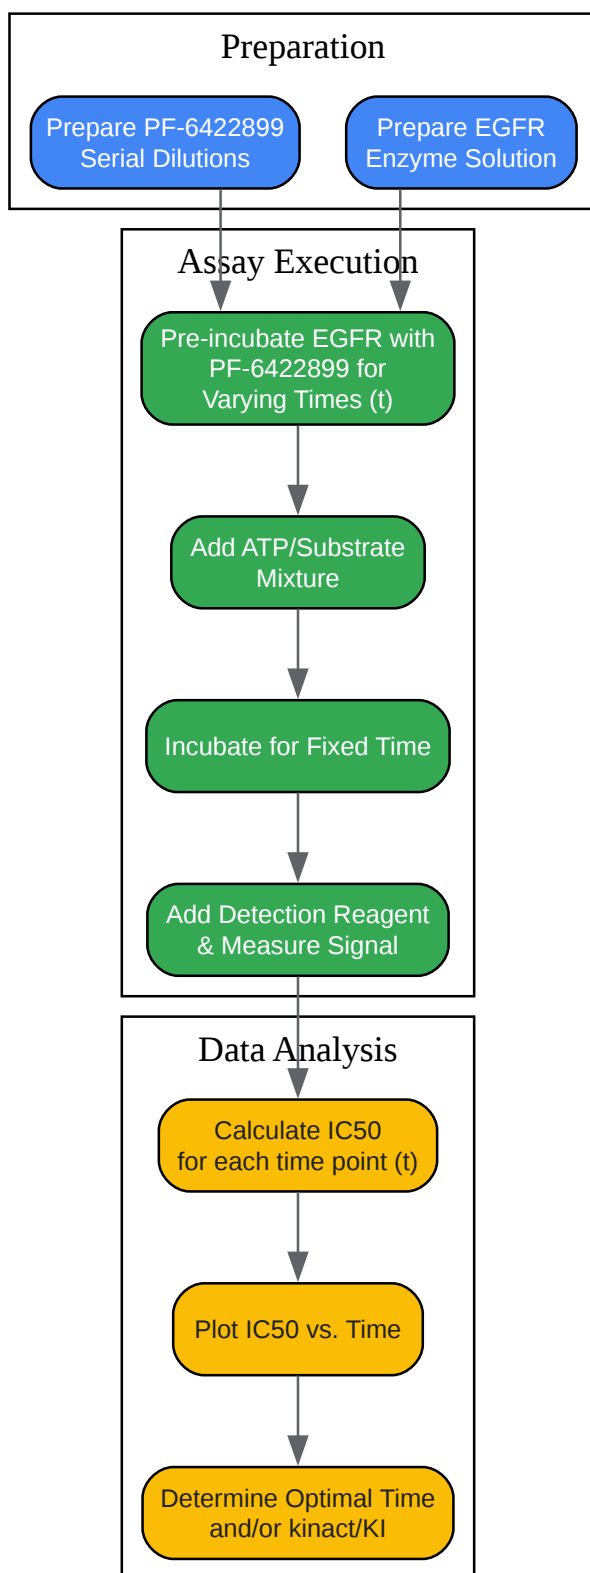 Preparation
Prepare PF-6422899
Serial Dilutions
Prepare EGFR
Enzyme Solution
Assay Execution
Pre-incubate EGFR with
PF-6422899 for
Varying Times (t)
Add ATP/Substrate
Mixture
Incubate for Fixed Time
Add Detection Reagent
& Measure Signal
Data Analysis
Calculate IC50
for each time point (t)
Plot IC50 vs. Time
Determine Optimal Time
and/or kinact/KI